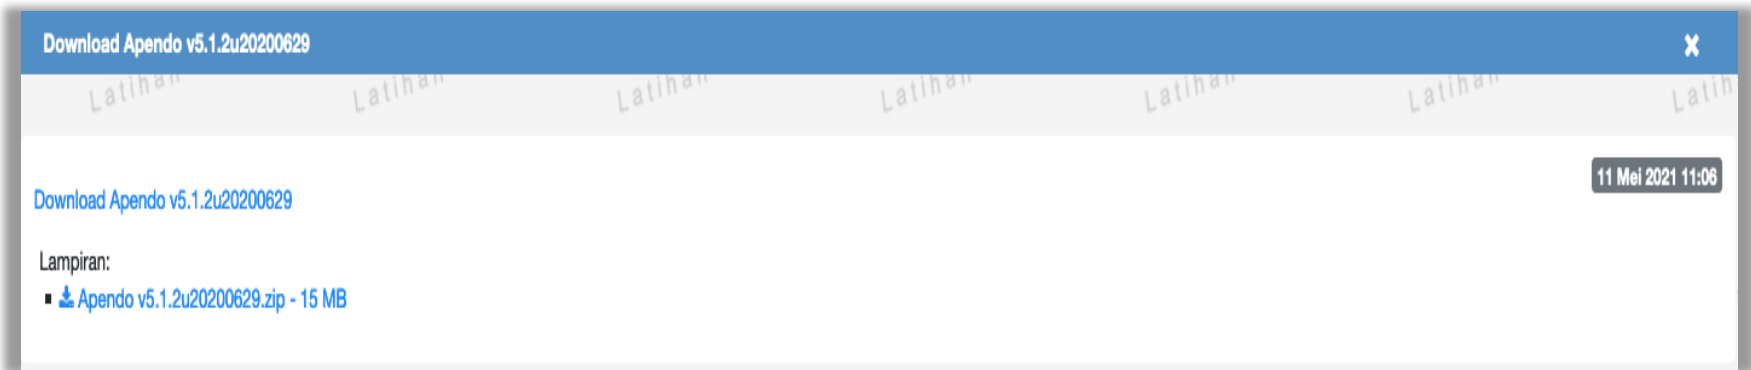 Download Apendo v5.1.2u20200629
Latihan Latihan Latihan Latihan Latihan Latihan Latih
11 Mei 2021 11:06
Download Apendo v5.1.2u20200629
Lampiran:
Apendo v5.1.2u20200629.zip - 15 MB